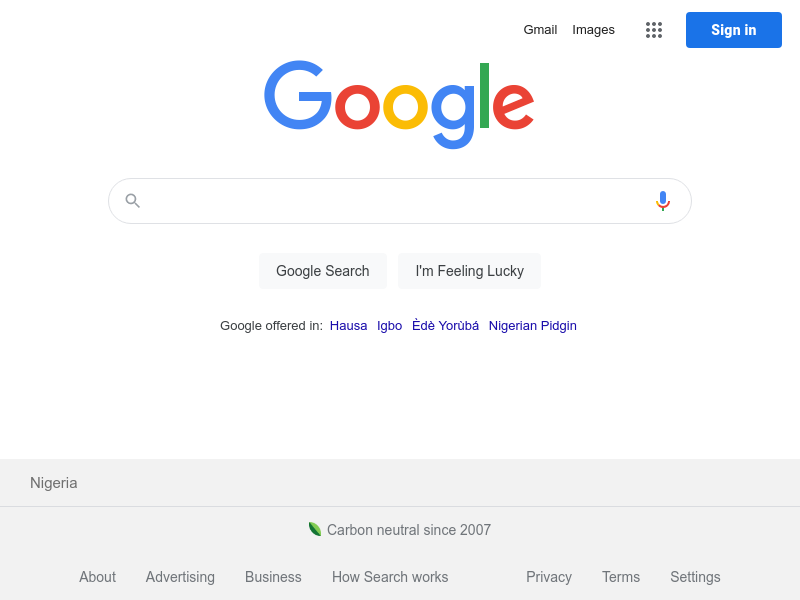 Gmail Images Sign in
Google
Google Search I'm Feeling Lucky
Google offered in: Hausa Igbo Èdè Yorùbá Nigerian Pidgin
Nigeria
Carbon neutral since 2007
About Advertising Business How Search works Privacy Terms Settings